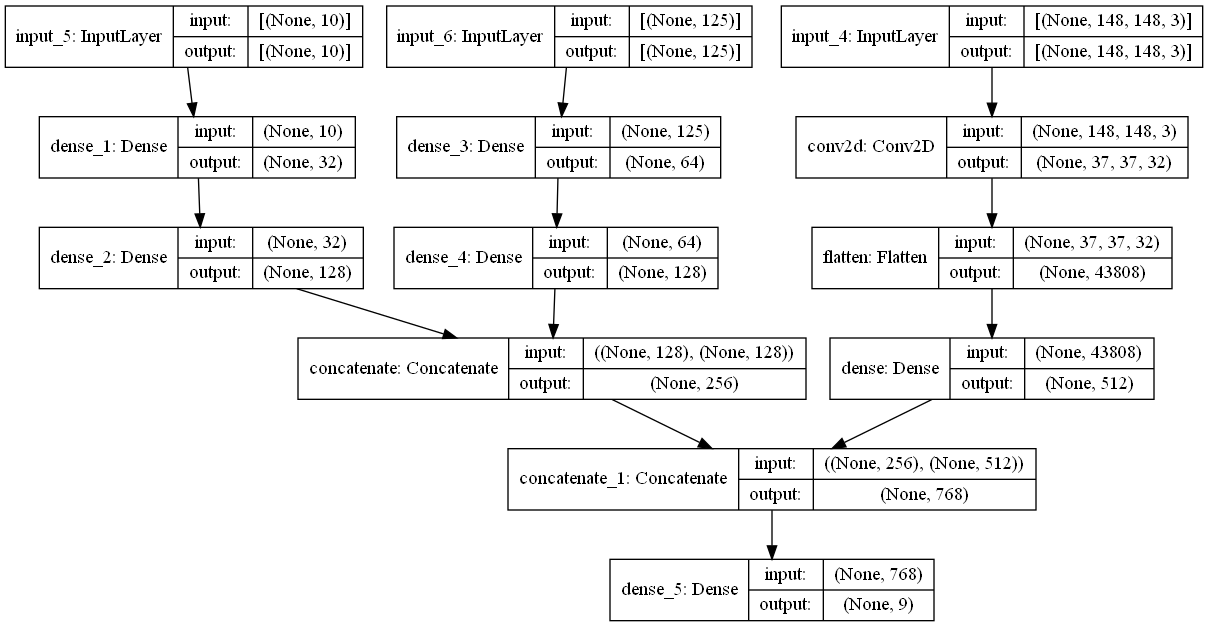 input_5: InputLayer
input: [(None, 10)]
output: [(None, 10)]
input_6: InputLayer
input: [(None, 125)]
output: [(None, 125)]
input_4: InputLayer
input: [(None, 148, 148, 3)]
output: [(None, 148, 148, 3)]
dense_1: Dense
input: (None, 10)
output: (None, 32)
dense_3: Dense
input: (None, 125)
output: (None, 64)
conv2d: Conv2D
input: (None, 148, 148, 3)
output: (None, 37, 37, 32)
dense_2: Dense
input: (None, 32)
output: (None, 128)
dense_4: Dense
input: (None, 64)
output: (None, 128)
flatten: Flatten
input: (None, 37, 37, 32)
output: (None, 43808)
concatenate: Concatenate
input: ((None, 128), (None, 128))
output: (None, 256)
dense: Dense
input: (None, 43808)
output: (None, 512)
concatenate_1: Concatenate
input: ((None, 256), (None, 512))
output: (None, 768)
dense_5: Dense
input: (None, 768)
output: (None, 9)